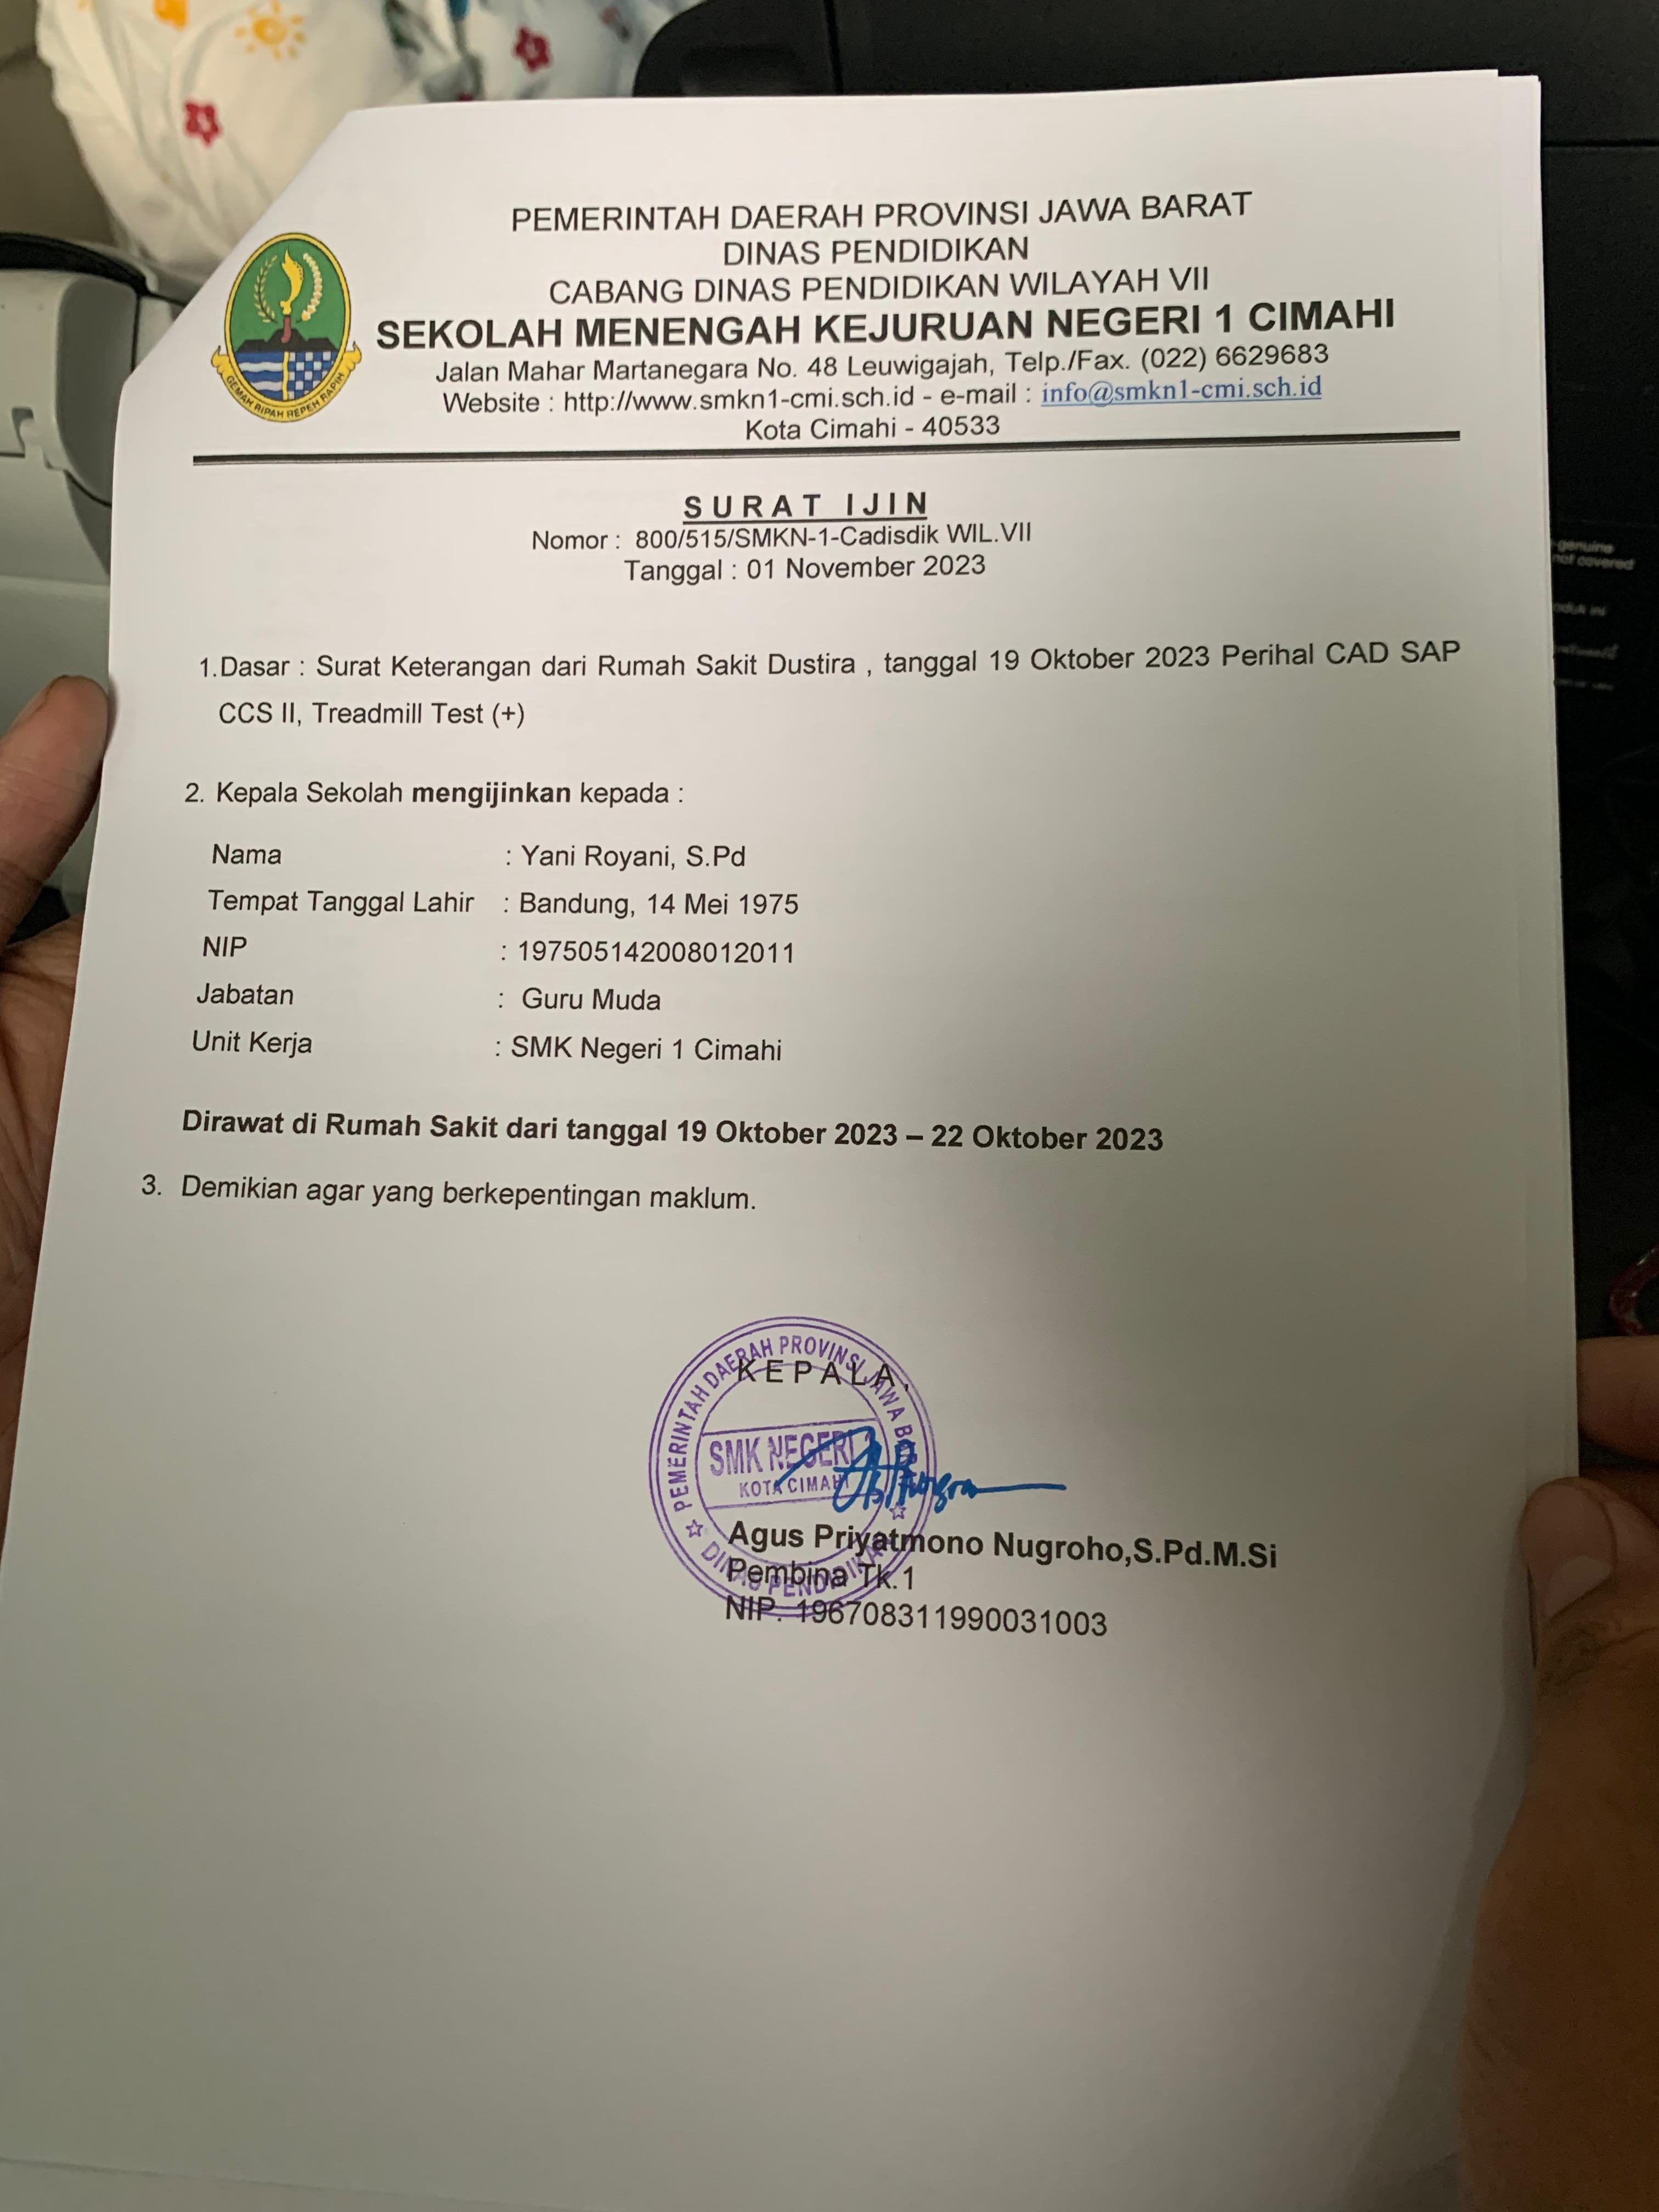 PEMERINTAH DAERAH PROVINSI JAWA BARAT
DINAS PENDIDIKAN
CABANG DINAS PENDIDIKAN WILAYAH VII
SEKOLAH MENENGAH KEJURUAN NEGERI 1 CIMAHI
Jalan Mahar Martanegara No. 48 Leuwigajah, Telp./Fax. (022) 6629683
Website : http://www.smkn1-cmi.sch.id - e-mail : info@smkn1-cmi.sch.id
Kota Cimahi - 40533
GEMAH RIPAH REPEH RAPIH
SURAT IJIN
Nomor : 800/515/SMKN-1-Cadisdik WIL.VII
Tanggal : 01 November 2023
1.Dasar : Surat Keterangan dari Rumah Sakit Dustira , tanggal 19 Oktober 2023 Perihal CAD SAP
CCS II, Treadmill Test (+)
2. Kepala Sekolah mengijinkan kepada :
Nama : Yani Royani, S.Pd
Tempat Tanggal Lahir : Bandung, 14 Mei 1975
NIP : 197505142008012011
Jabatan : Guru Muda
Unit Kerja : SMK Negeri 1 Cimahi
Dirawat di Rumah Sakit dari tanggal 19 Oktober 2023 – 22 Oktober 2023
3. Demikian agar yang berkepentingan maklum.
KEPALA,
PEMERINTAH DAERAH PROVINSI JAWA BARAT
SMK NEGERI 1
KOTA CIMAHI
DINAS PENDIDIKAN
Agus Priyatmono Nugroho,S.Pd.M.Si
Pembina Tk.1
NIP. 196708311990031003
genuine
not covered